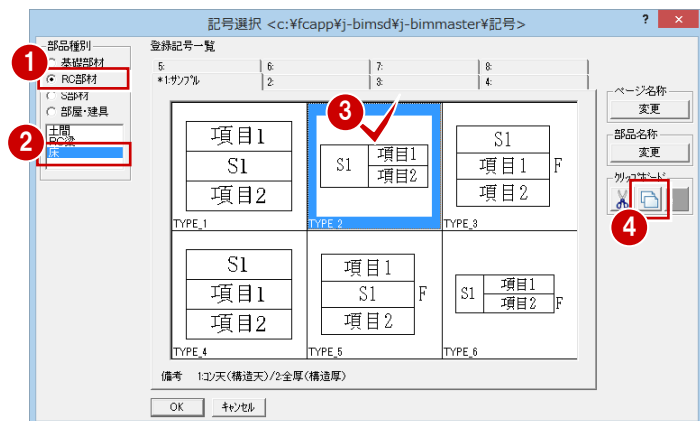 記号選択 <c:¥fcapp¥j-bimsd¥j-bimmaster¥記号>
? x
部品種別
登録記号一覧
1
基礎部材
RC部材
S部材
部屋・建具
2
土間
RC梁
床
5:
6:
7:
8:
*1:サンプル
2:
3:
4:
3
項目1
S1
項目2
TYPE_1
S1
項目1
項目2
TYPE_2
S1
項目1
項目2
F
TYPE_3
S1
項目1
項目2
TYPE_4
項目1
S1
項目2
F
TYPE_5
S1
項目1
項目2
F
TYPE_6
備考 1:コン天(構造天)/2:全厚(構造厚)
ページ名称
変更
部品名称
変更
クリップボード
4
OK
キャンセル